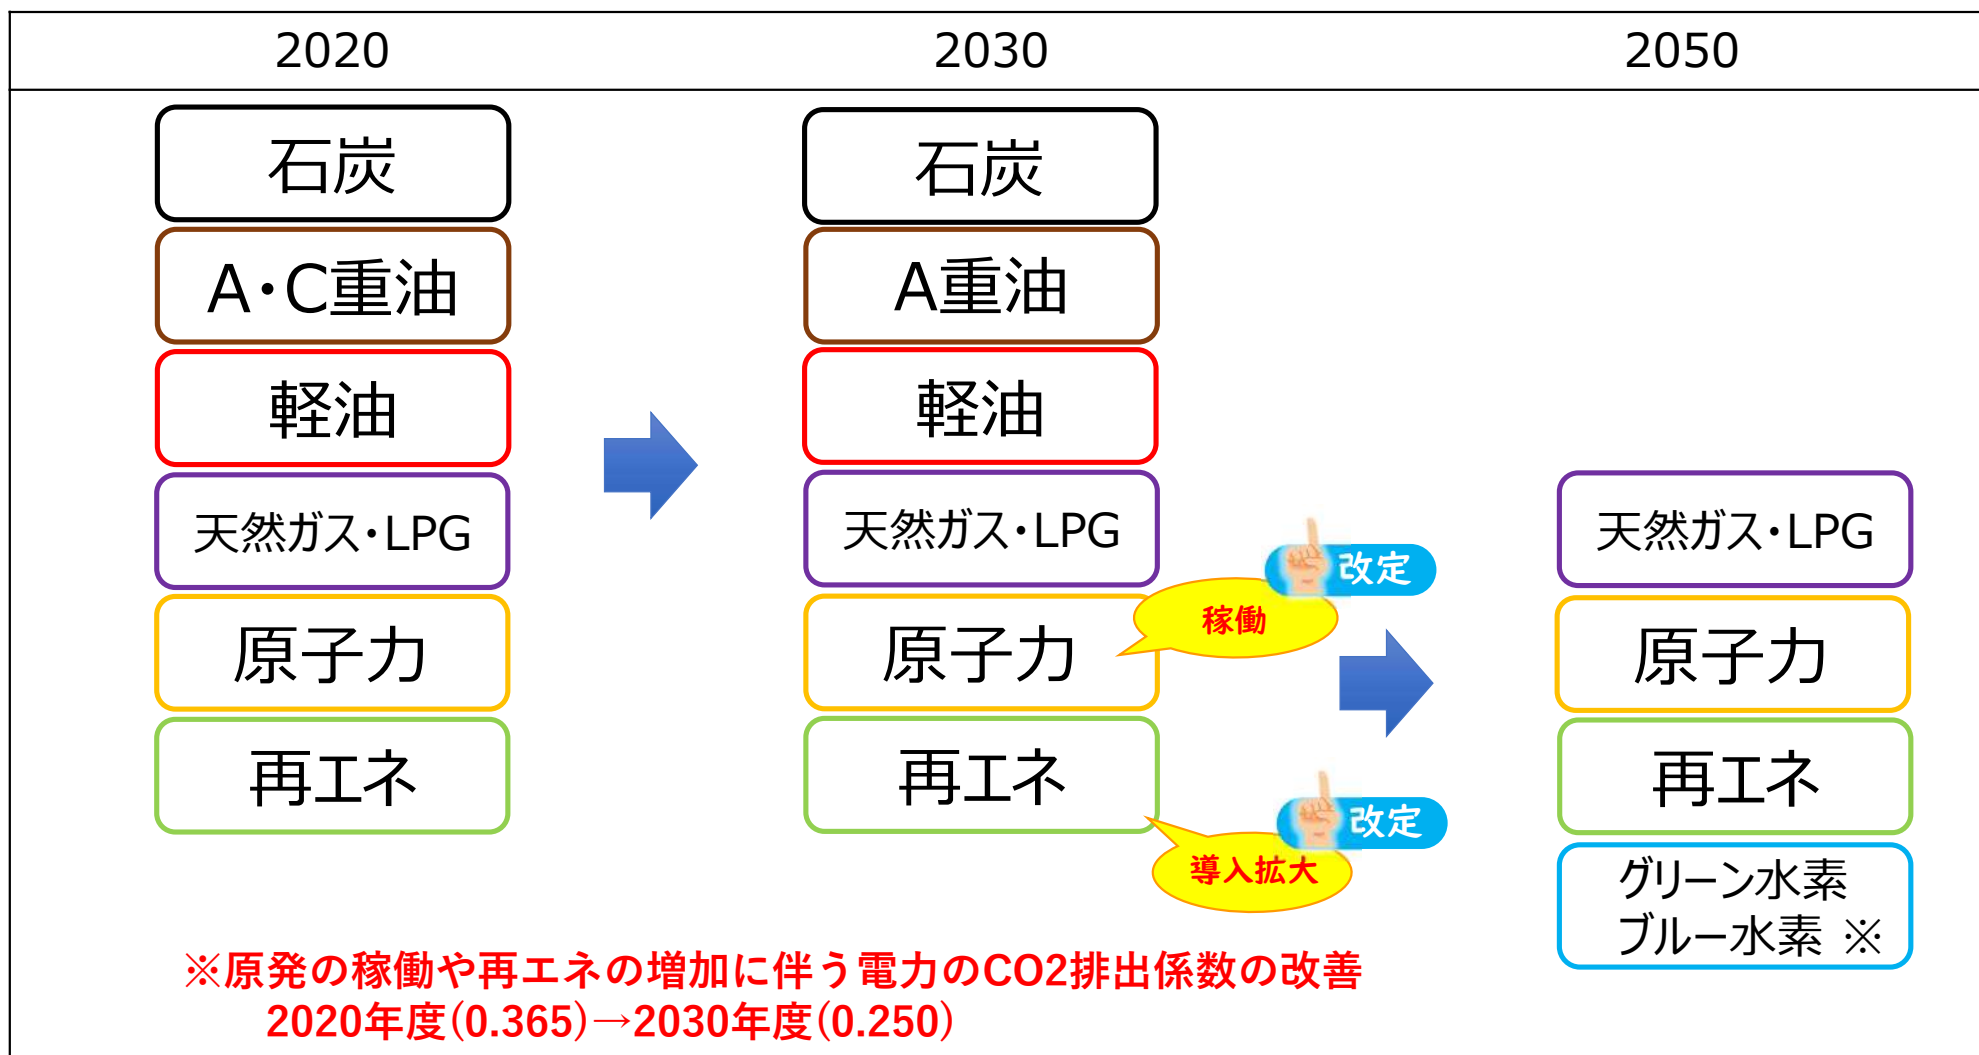 2020
2030
2050
石炭
A・C重油
軽油
天然ガス・LPG
原子力
再エネ
石炭
A重油
軽油
天然ガス・LPG
原子力
再エネ
改定
稼働
改定
導入拡大
天然ガス・LPG
原子力
再エネ
グリーン水素
ブルー水素 ※
※原発の稼働や再エネの増加に伴う電力のCO2排出係数の改善
2020年度(0.365)→2030年度(0.250)